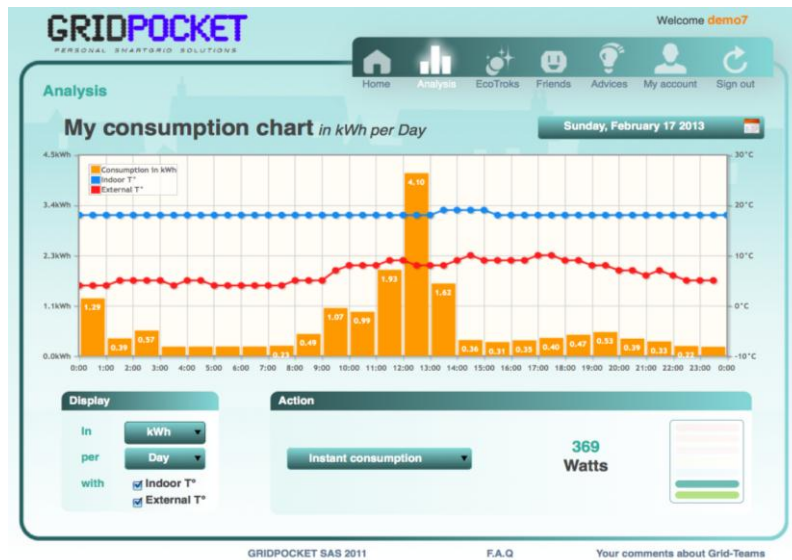 GRIDPOCKET
PERSONAL SMARTGRID SOLUTIONS
Welcome demo7
Home Analysis EcoTroks Friends Advices My account Sign out
Analysis
My consumption chart in kWh per Day
Sunday, February 17 2013
4.5kWh 30°C
Consumption in kWh
Indoor T°
External T°
4.10
3.4kWh 20°C
2.3kWh 10°C
1.93
1.62
1.1kWh 0°C
1.29
1.07
0.99
0.39 0.57 0.23 0.49 0.36 0.31 0.35 0.40 0.47 0.53 0.39 0.33 0.22
0.0kWh -10°C
0:00 1:00 2:00 3:00 4:00 5:00 6:00 7:00 8:00 9:00 10:00 11:00 12:00 13:00 14:00 15:00 16:00 17:00 18:00 19:00 20:00 21:00 22:00 23:00 0:00
Display
In kWh
per Day
with Indoor T°
External T°
Action
Instant consumption
369
Watts
GRIDPOCKET SAS 2011 F.A.Q Your comments about Grid-Teams